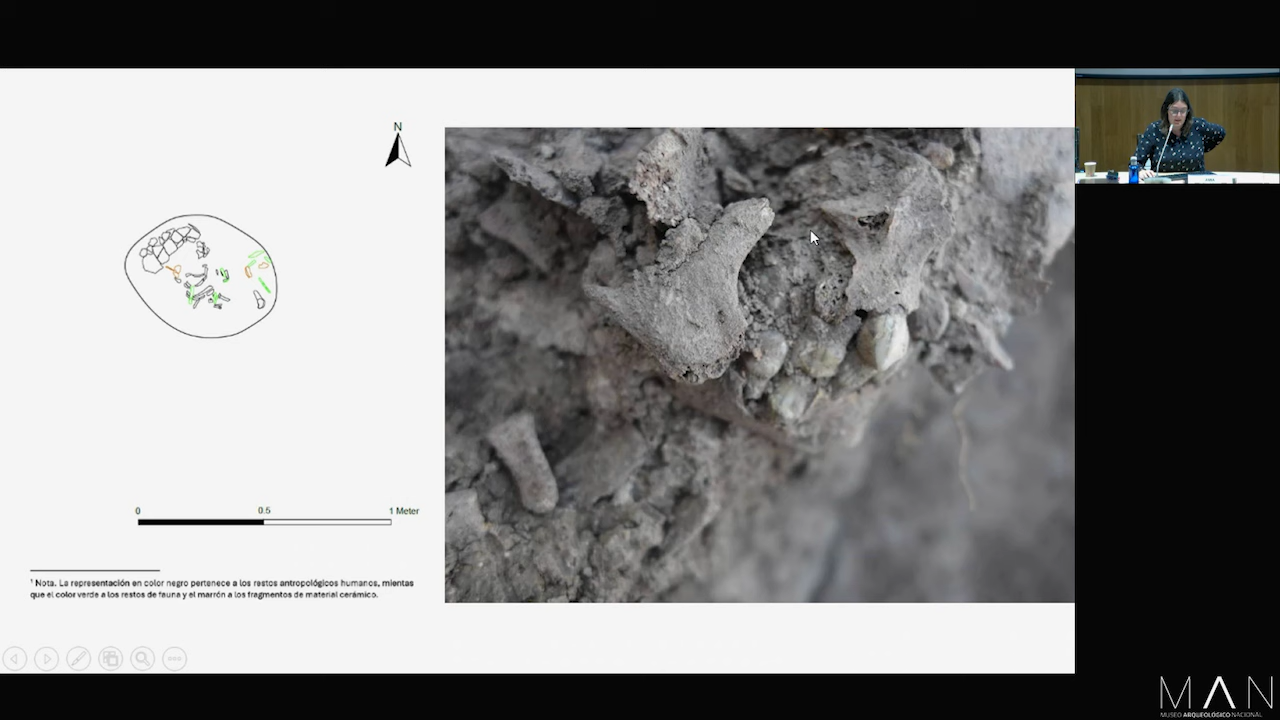 N
0 0.5 1 Meter
¹ Nota. La representación en color negro pertenece a los restos antropológicos humanos, mientas
que el color verde a los restos de fauna y el marrón a los fragmentos de material cerámico.
MAN
MUSEO ARQUEOLÓGICO NACIONAL